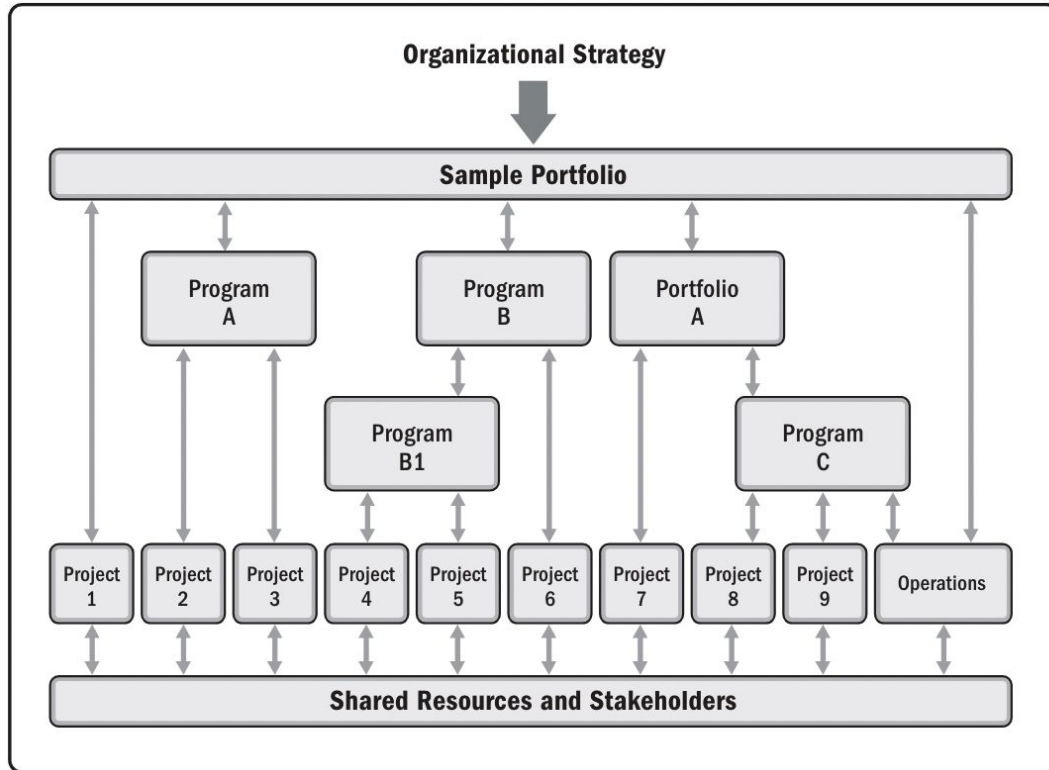 Organizational Strategy
Sample Portfolio
Program
A
Program
B
Portfolio
A
Program
B1
Program
C
Project
1
Project
2
Project
3
Project
4
Project
5
Project
6
Project
7
Project
8
Project
9
Operations
Shared Resources and Stakeholders